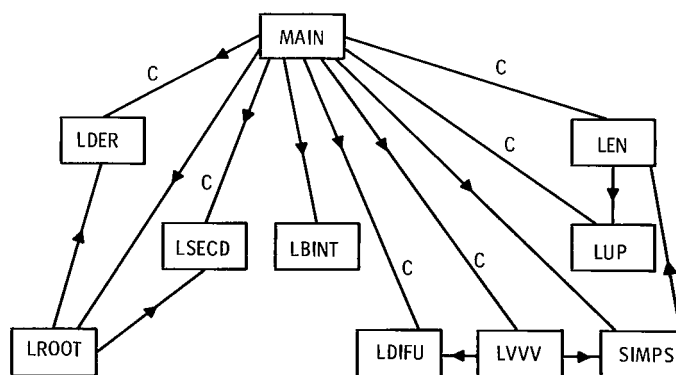 MAIN
C
C
LDER
LEN
C
C
LSECD
LBINT
LUP
C
C
LROOT
LDIFU
LVVV
SIMPS